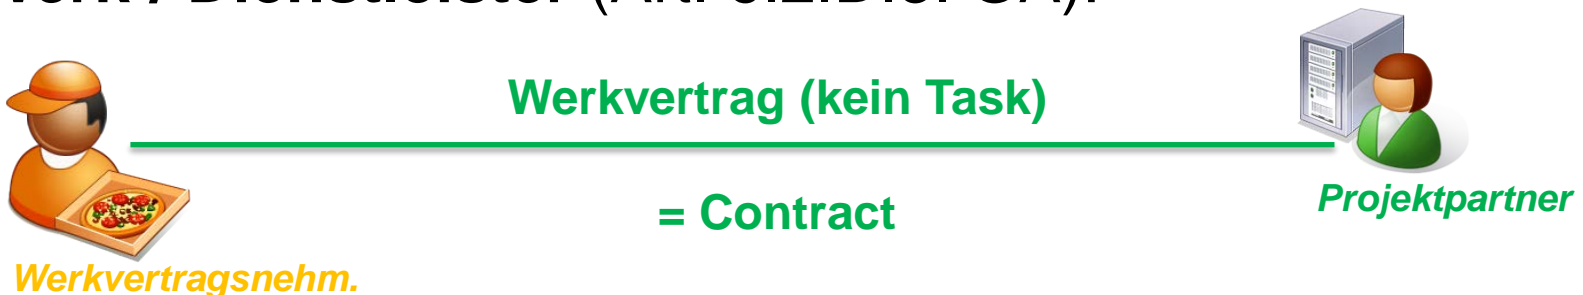 Werkvertrag (kein Task)
= Contract
Projektpartner
Werkvertragsnehm.